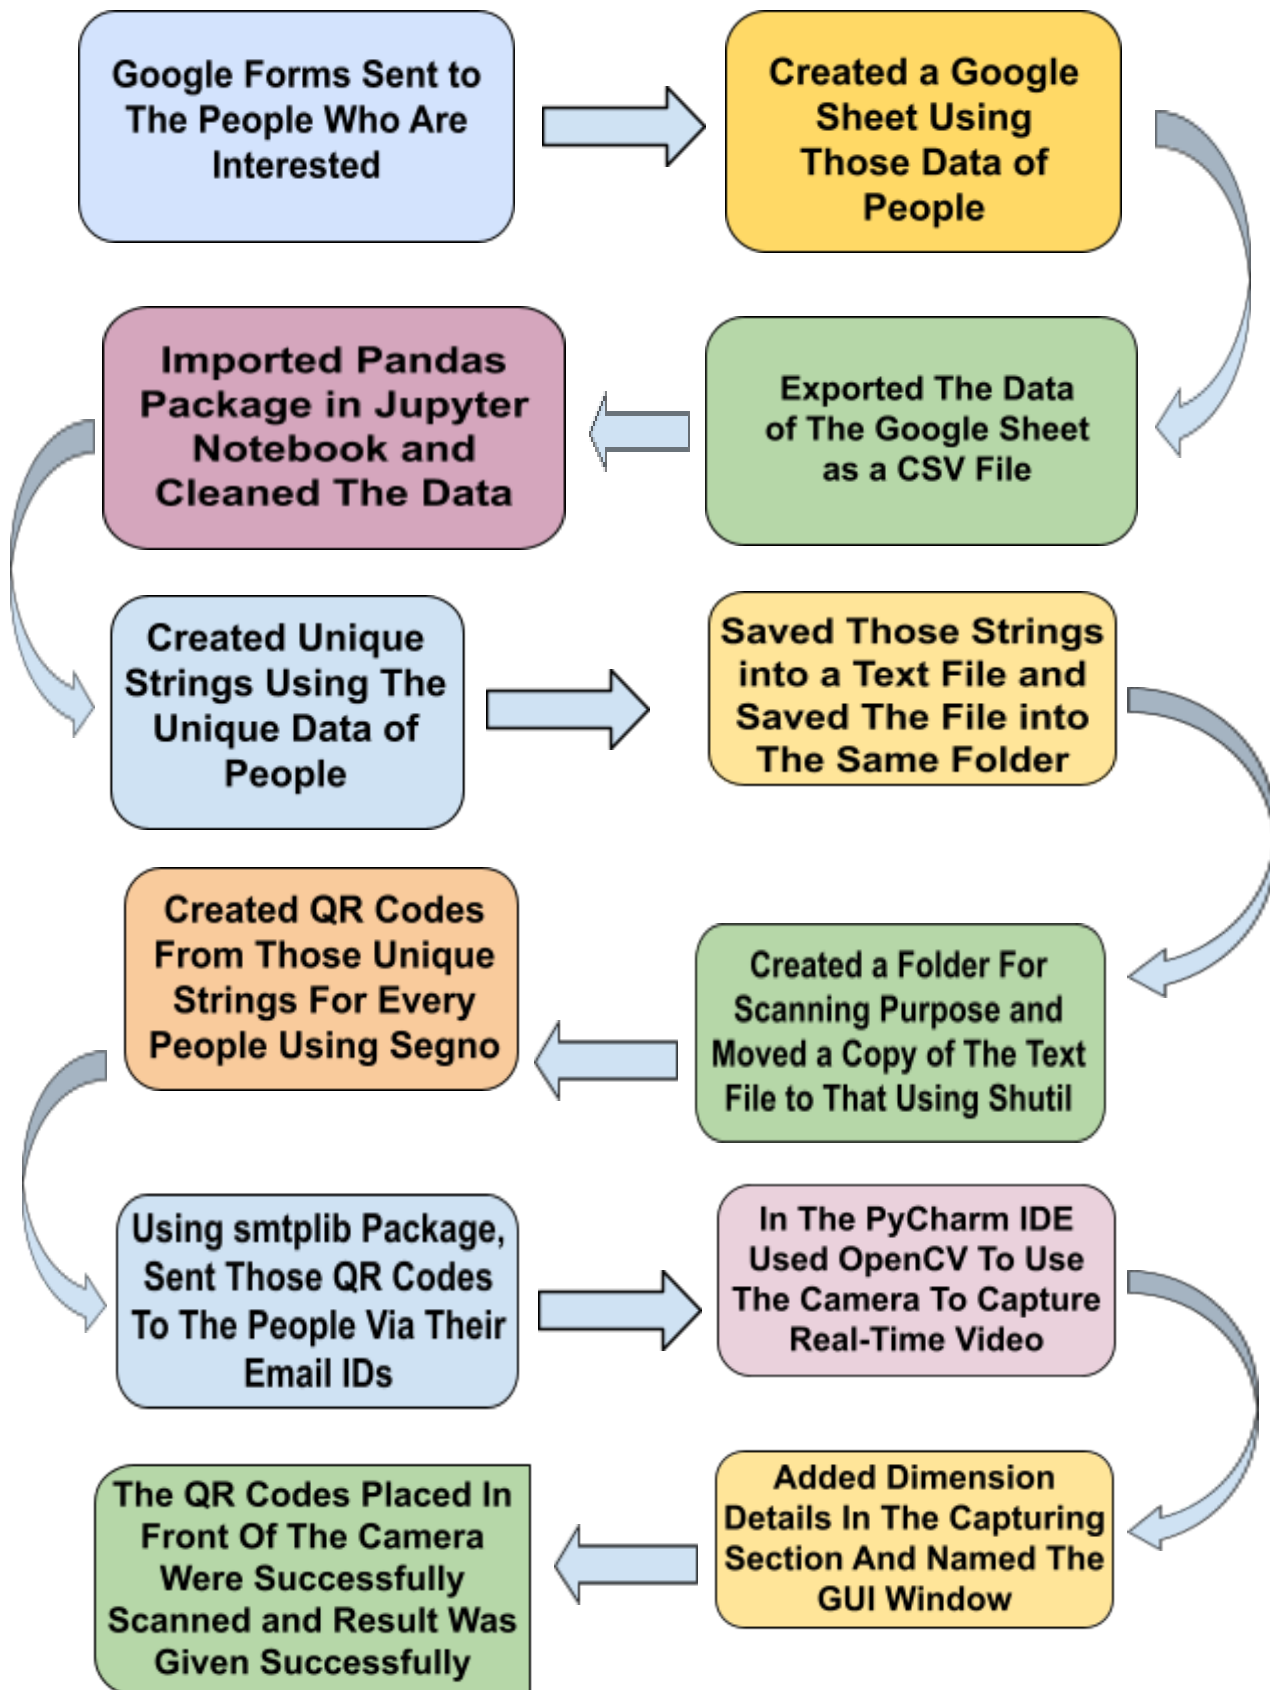 Google Forms Sent to
The People Who Are
Interested
Created a Google
Sheet Using
Those Data of
People
Exported The Data
of The Google Sheet
as a CSV File
Imported Pandas
Package in Jupyter
Notebook and
Cleaned The Data
Created Unique
Strings Using The
Unique Data of
People
Saved Those Strings
into a Text File and
Saved The File into
The Same Folder
Created a Folder For
Scanning Purpose and
Moved a Copy of The Text
File to That Using Shutil
Created QR Codes
From Those Unique
Strings For Every
People Using Segno
Using smtplib Package,
Sent Those QR Codes
To The People Via Their
Email IDs
In The PyCharm IDE
Used OpenCV To Use
The Camera To Capture
Real-Time Video
Added Dimension
Details In The Capturing
Section And Named The
GUI Window
The QR Codes Placed In
Front Of The Camera
Were Successfully
Scanned and Result Was
Given Successfully